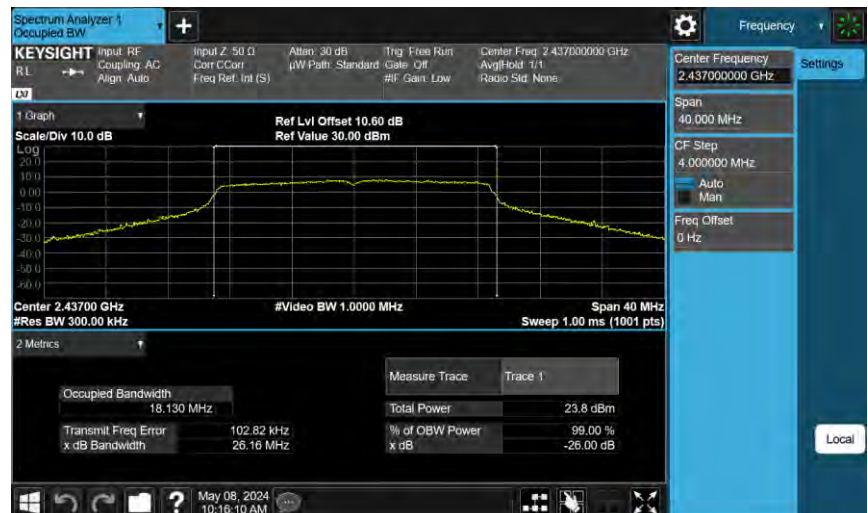 Spectrum Analyzer 1
Occupied BW
Frequency
KEYSIGHT Input: RF Input Z: 50 Ω Atten: 30 dB Trig: Free Run Center Freq: 2.437000000 GHz
RL Coupling: AC Corr CCorr µW Path: Standard Gate: Off Avg|Hold: 1/1
Align: Auto Freq Ref: Int (S) #IF Gain: Low Radio Std: None
LXI
Center Frequency
2.437000000 GHz
Settings
Span
40.000 MHz
CF Step
4.000000 MHz
Auto
Man
Freq Offset
0 Hz
Local
1 Graph
Scale/Div 10.0 dB
Ref Lvl Offset 10.60 dB
Ref Value 30.00 dBm
Log
20.0
10.0
0.00
-10.0
-20.0
-30.0
-40.0
-50.0
-60.0
Center 2.43700 GHz #Video BW 1.0000 MHz Span 40 MHz
#Res BW 300.00 kHz Sweep 1.00 ms (1001 pts)
2 Metrics
Measure Trace Trace 1
Occupied Bandwidth
18.130 MHz Total Power 23.8 dBm
Transmit Freq Error 102.82 kHz % of OBW Power 99.00 %
x dB Bandwidth 26.16 MHz x dB -26.00 dB
?
May 08, 2024
10:16:10 AM